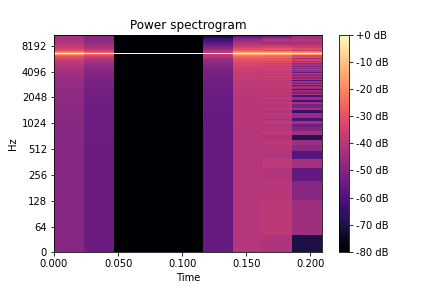 Power spectrogram
Hz
8192
4096
2048
1024
512
256
128
64
0
0.000 0.050 0.100 0.150 0.200
Time
+0 dB
-10 dB
-20 dB
-30 dB
-40 dB
-50 dB
-60 dB
-70 dB
-80 dB